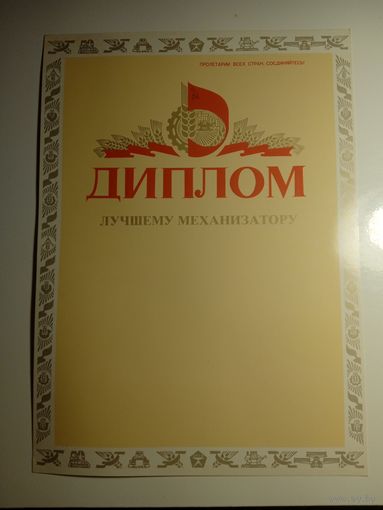 ПРОЛЕТАРИИ ВСЕХ СТРАН, СОЕДИНЯЙТЕСЬ!
ДИПЛОМ
ЛУЧШЕМУ МЕХАНИЗАТОРУ